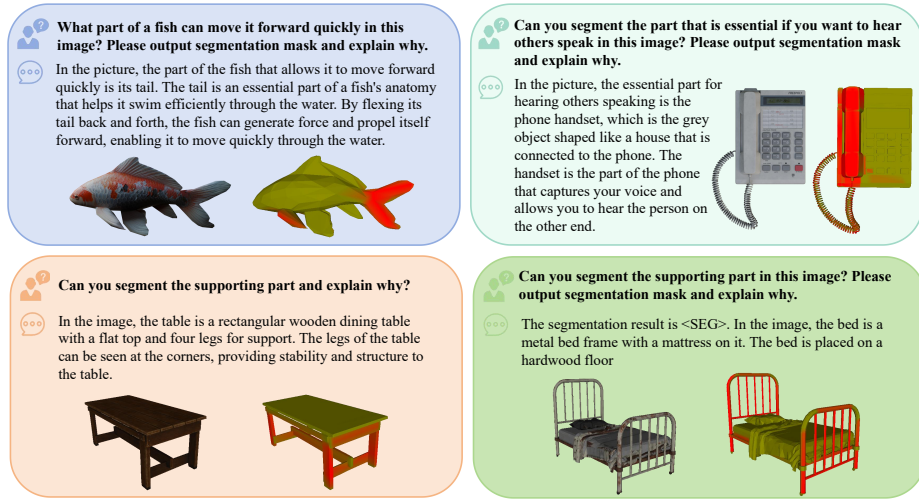 What part of a fish can move it forward quickly in this
image? Please output segmentation mask and explain why.
In the picture, the part of the fish that allows it to move forward
quickly is its tail. The tail is an essential part of a fish's anatomy
that helps it swim efficiently through the water. By flexing its
tail back and forth, the fish can generate force and propel itself
forward, enabling it to move quickly through the water.
Can you segment the part that is essential if you want to hear
others speak in this image? Please output segmentation mask
and explain why.
In the picture, the essential part for
hearing others speaking is the
phone handset, which is the grey
object shaped like a house that is
connected to the phone. The
handset is the part of the phone
that captures your voice and
allows you to hear the person on
the other end.
Can you segment the supporting part and explain why?
In the image, the table is a rectangular wooden dining table
with a flat top and four legs for support. The legs of the table
can be seen at the corners, providing stability and structure to
the table.
Can you segment the supporting part in this image? Please
output segmentation mask and explain why.
The segmentation result is <SEG>. In the image, the bed is a
metal bed frame with a mattress on it. The bed is placed on a
hardwood floor